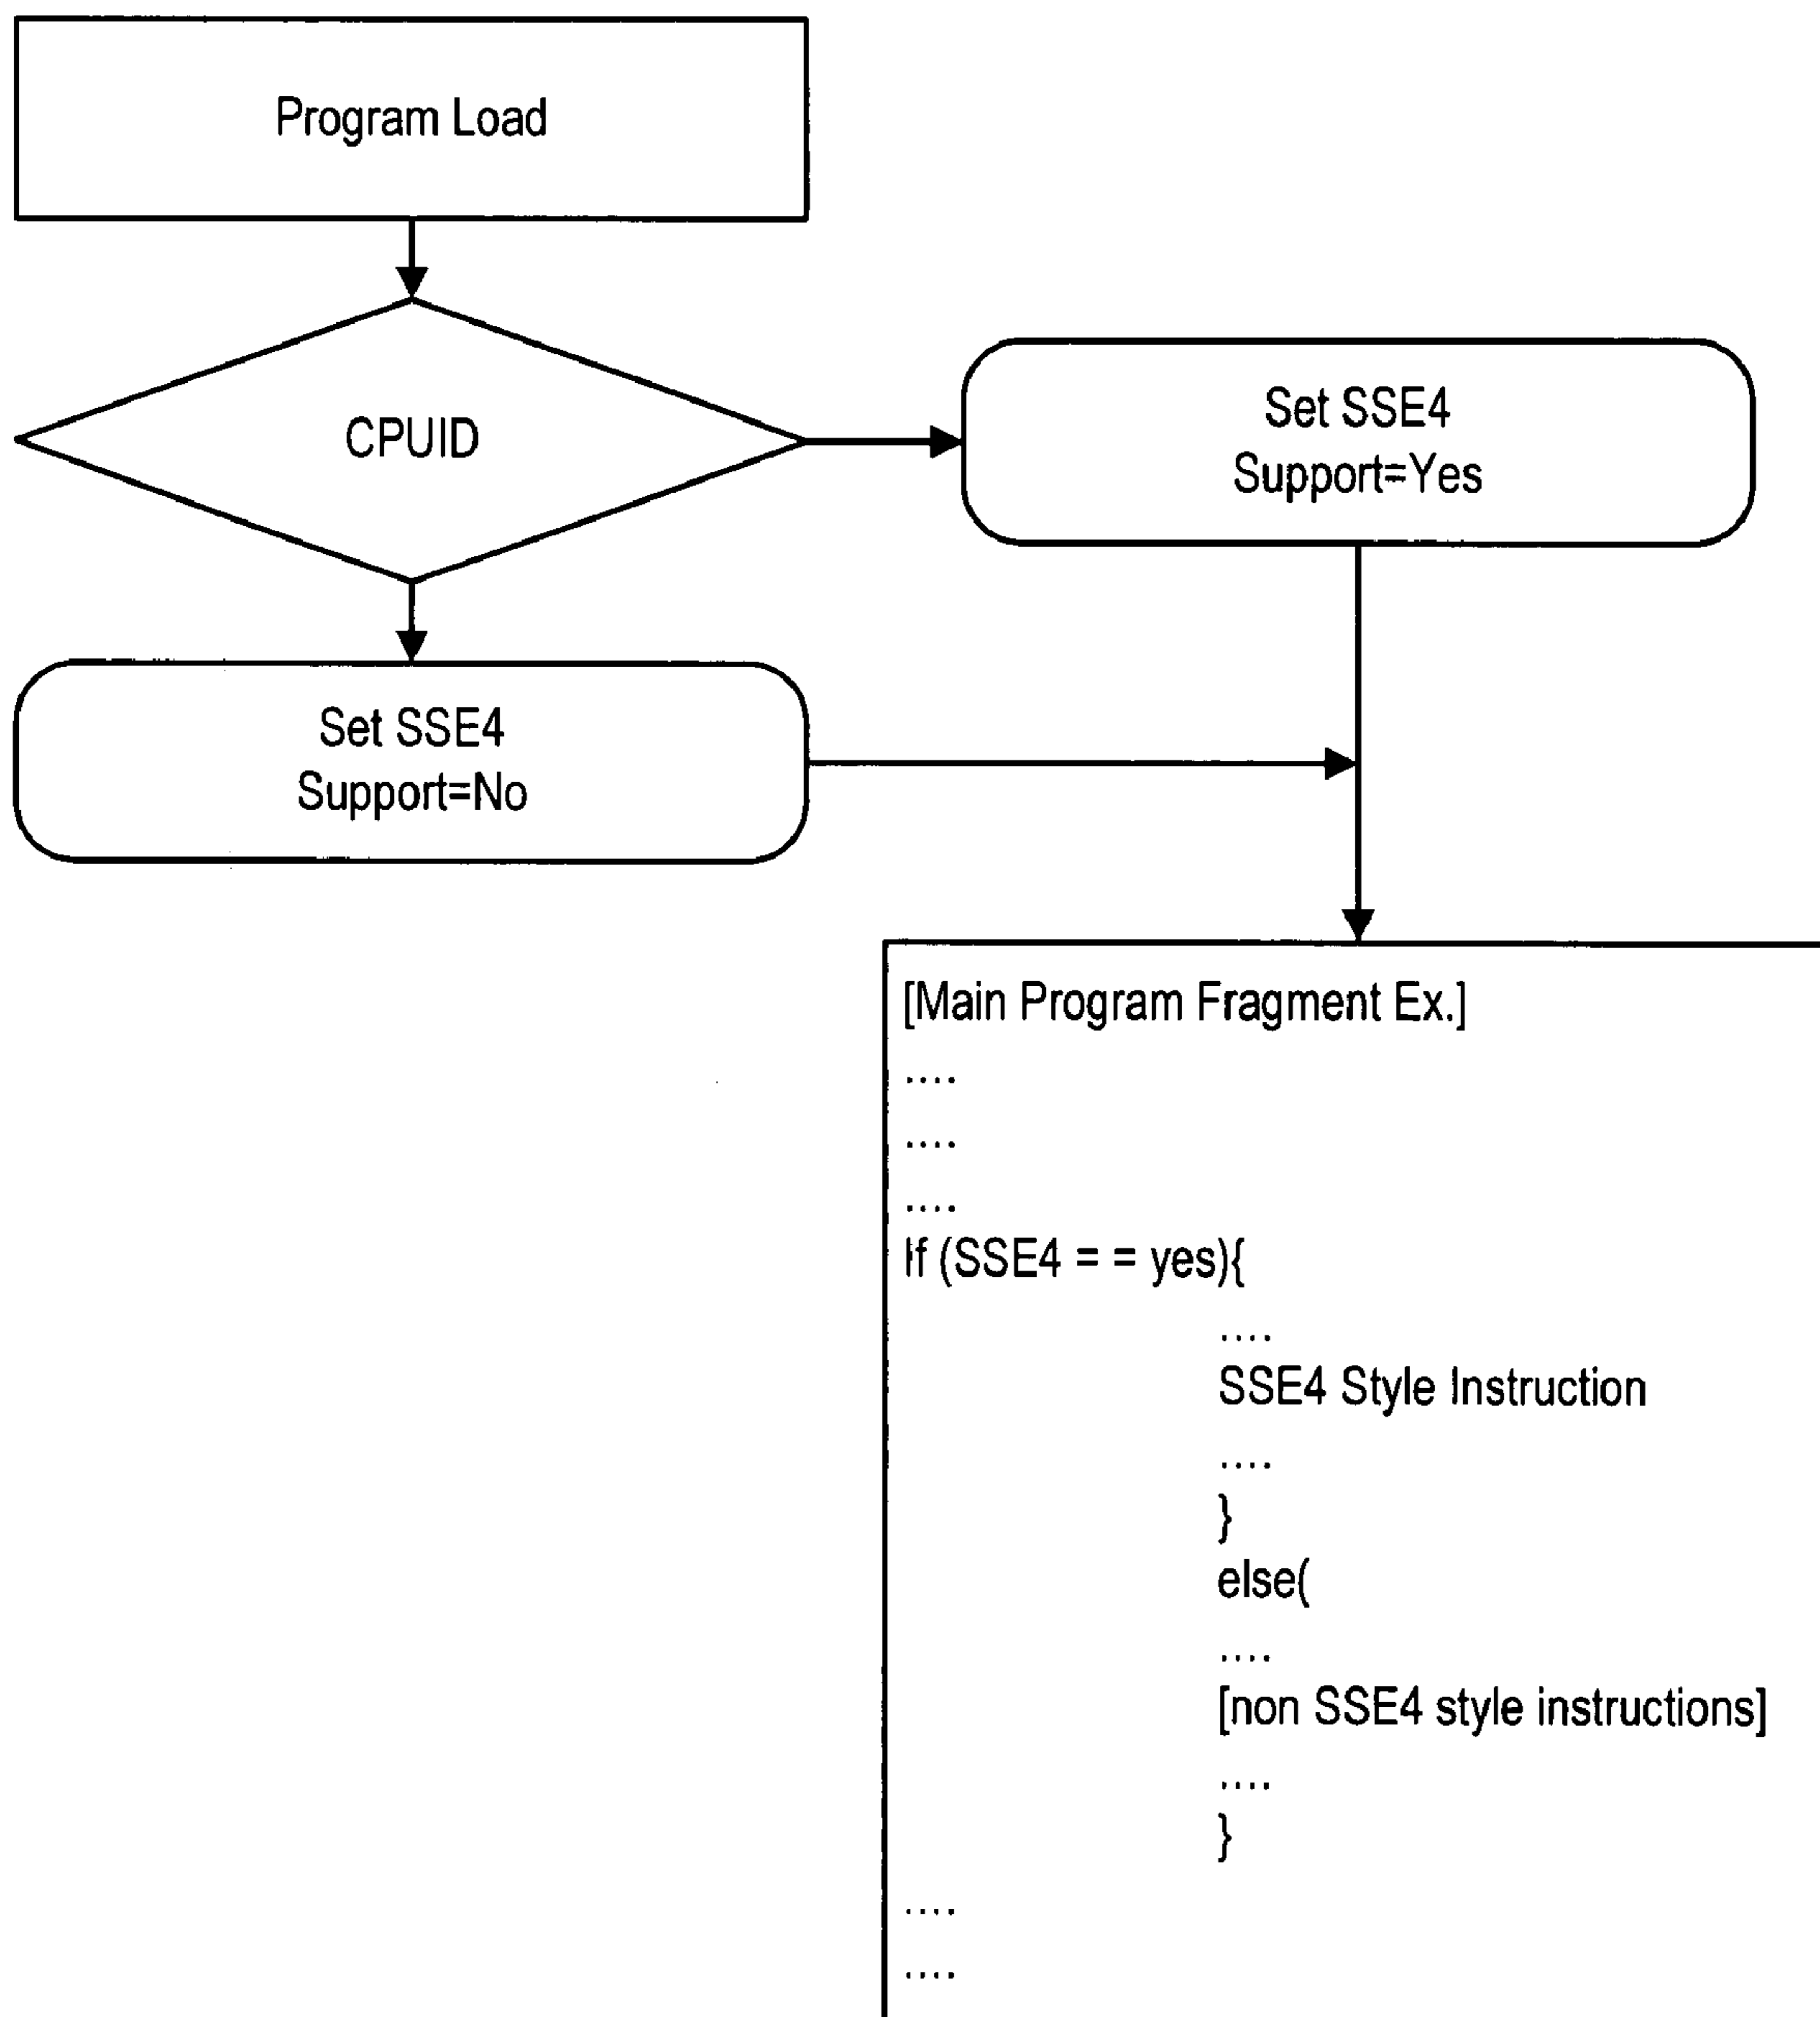 Program Load
CPUID
Set SSE4
Support=Yes
Set SSE4
Support=No
[Main Program Fragment Ex.]
....
....
....
If (SSE4 = = yes){
....
SSE4 Style Instruction
....
}
else(
....
[non SSE4 style instructions]
....
}
....
....